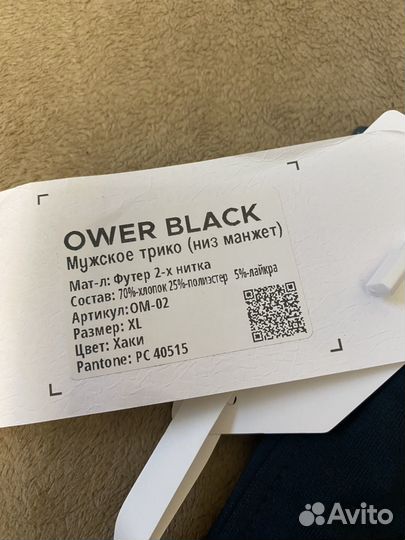 OWER BLACK
Мужское трико (низ манжет)
Мат-л: Футер 2-х нитка
Состав: 70%-хлопок 25%-полиэстер 5%-лайкра
Артикул:ОМ-02
Размер: XL
Цвет: Хаки
Pantone: PC 40515
Avito